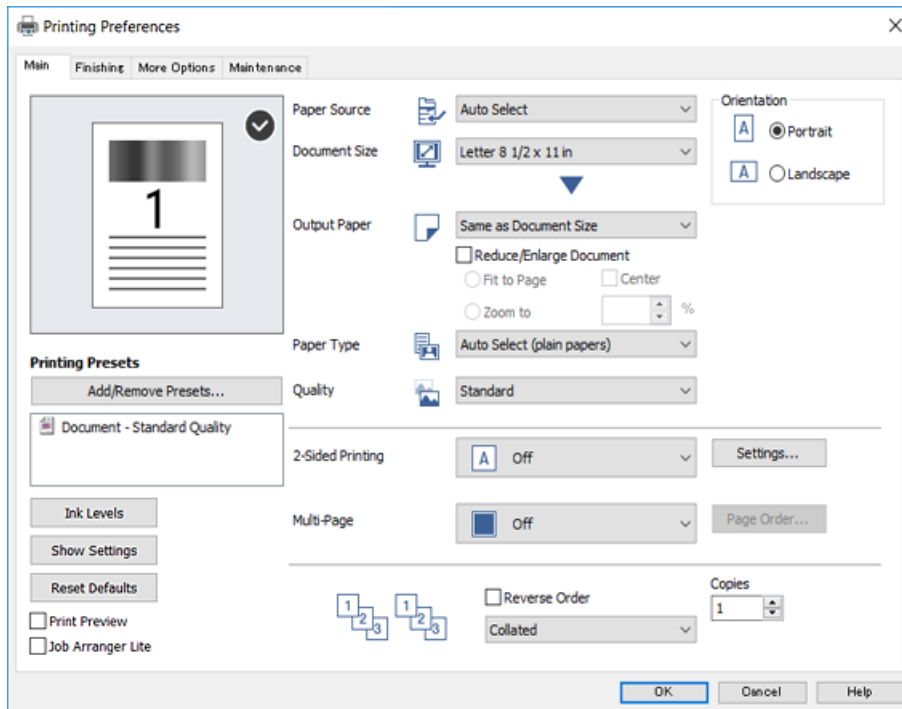 Printing Preferences
Main Finishing More Options Maintenance
1
Paper Source Auto Select
Document Size Letter 8 1/2 x 11 in
Orientation
A Portrait
A Landscape
Output Paper Same as Document Size
Reduce/Enlarge Document
Fit to Page Center
Zoom to %
Paper Type Auto Select (plain papers)
Quality Standard
Printing Presets
Add/Remove Presets...
Document - Standard Quality
2-Sided Printing A Off Settings...
Multi-Page Off Page Order...
Ink Levels
Show Settings
Reset Defaults
Print Preview
Job Arranger Lite
1 2 3 1 2 3
Reverse Order
Collated
Copies
1
OK Cancel Help